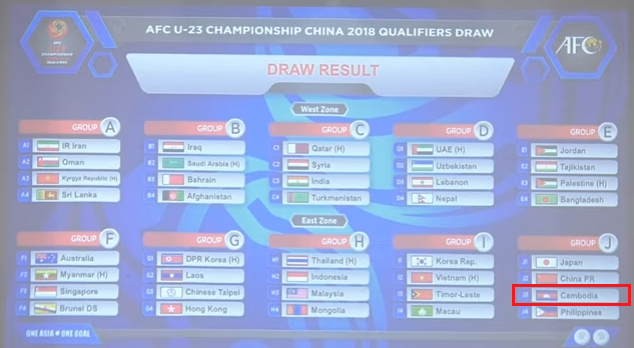 AFC U-23 CHAMPIONSHIP CHINA 2018 QUALIFIERS DRAW
AFC
DRAW RESULT
West Zone
GROUP A
A1 IR Iran
A2 Oman
A3 Kyrgyz Republic (H)
A4 Sri Lanka
GROUP B
B1 Iraq
B2 Saudi Arabia (H)
B3 Bahrain
B4 Afghanistan
GROUP C
C1 Qatar (H)
C2 Syria
C3 India
C4 Turkmenistan
GROUP D
D1 UAE (H)
D2 Uzbekistan
D3 Lebanon
D4 Nepal
GROUP E
E1 Jordan
E2 Tajikistan
E3 Palestine (H)
E4 Bangladesh
East Zone
GROUP F
F1 Australia
F2 Myanmar (H)
F3 Singapore
F4 Brunei DS
GROUP G
G1 DPR Korea (H)
G2 Laos
G3 Chinese Taipei
G4 Hong Kong
GROUP H
H1 Thailand (H)
H2 Indonesia
H3 Malaysia
H4 Mongolia
GROUP I
I1 Korea Rep.
I2 Vietnam (H)
I3 Timor-Leste
I4 Macau
GROUP J
J1 Japan
J2 China PR
J3 Cambodia
J4 Philippines
ONE ASIA ONE GOAL